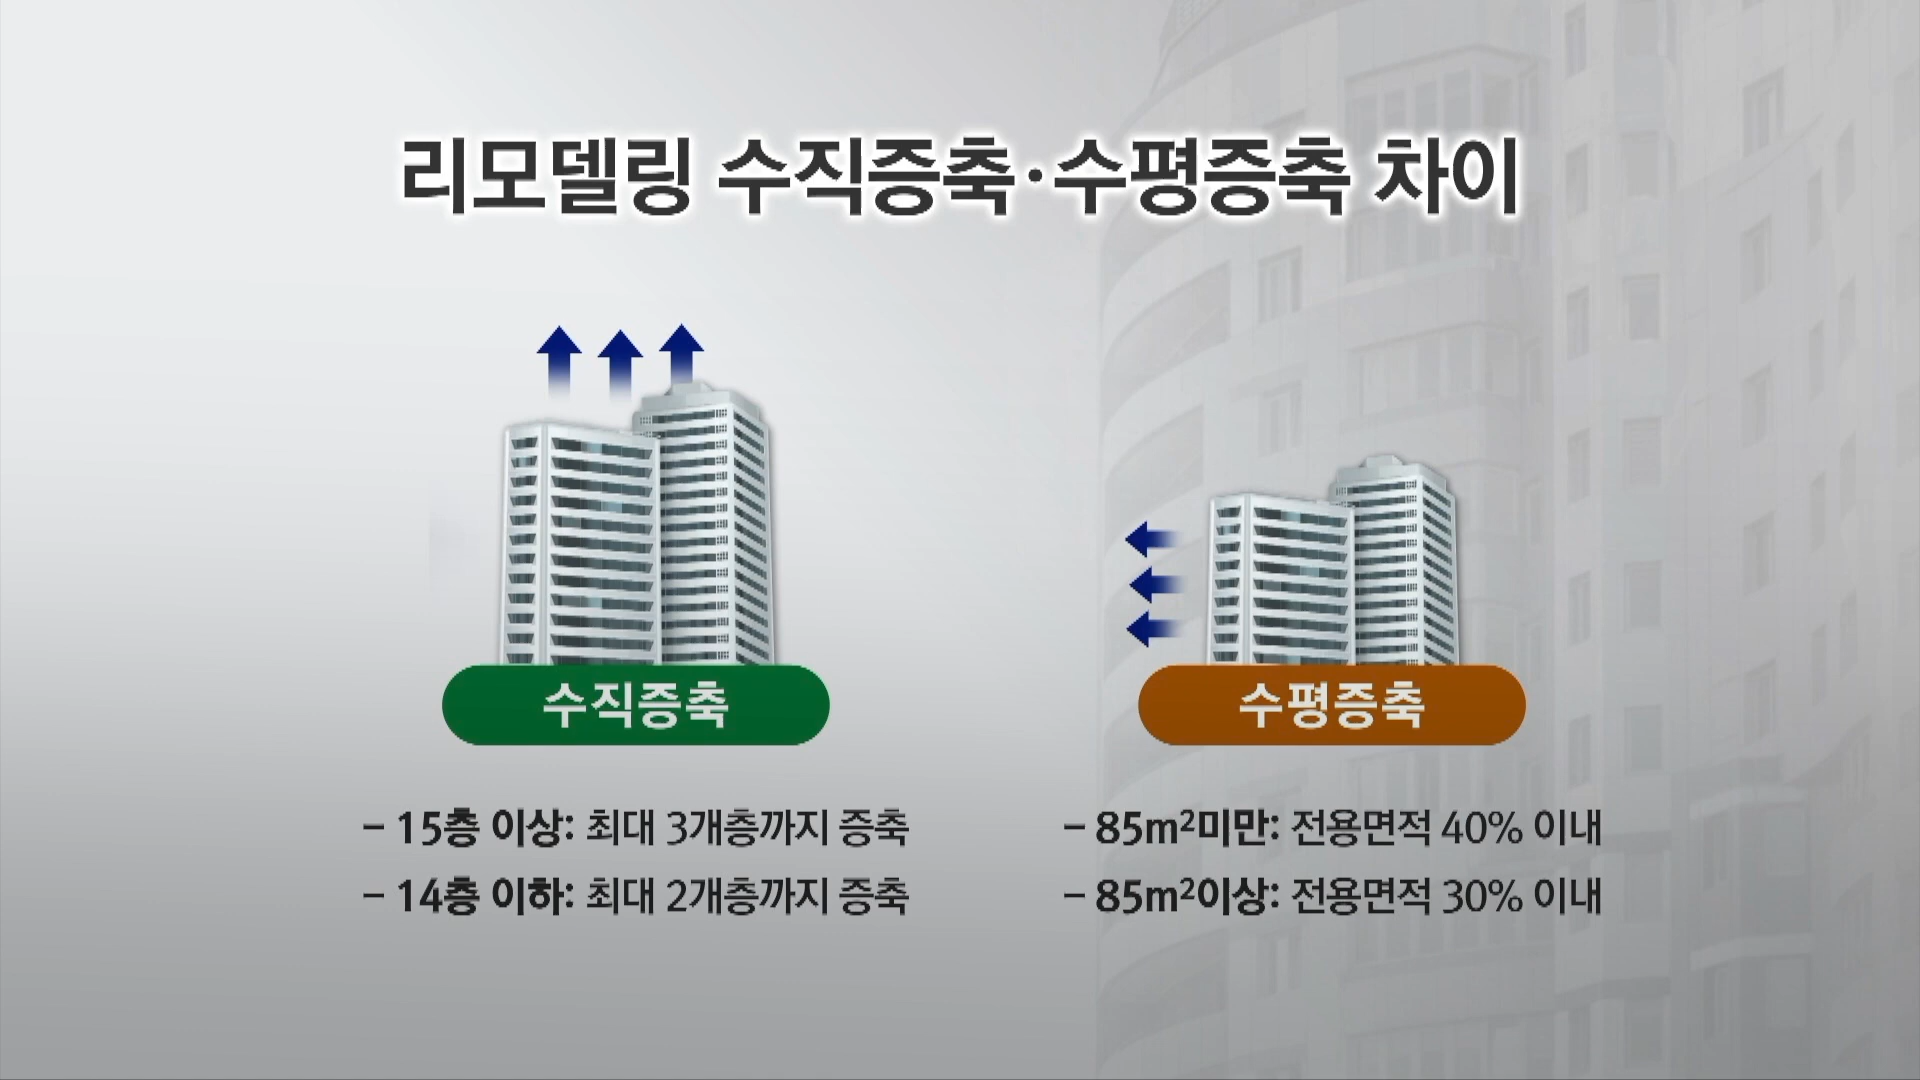 리모델링 수직증축·수평증축 차이
수직증축
- 15층 이상: 최대 3개층까지 증축
- 14층 이하: 최대 2개층까지 증축
수평증축
- 85m²미만: 전용면적 40% 이내
- 85m²이상: 전용면적 30% 이내